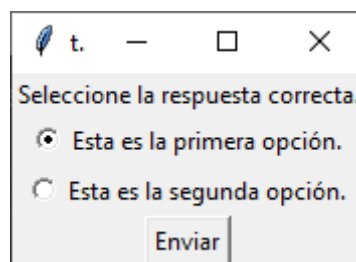 t.
Seleccione la respuesta correcta.
Esta es la primera opción.
Esta es la segunda opción.
Enviar